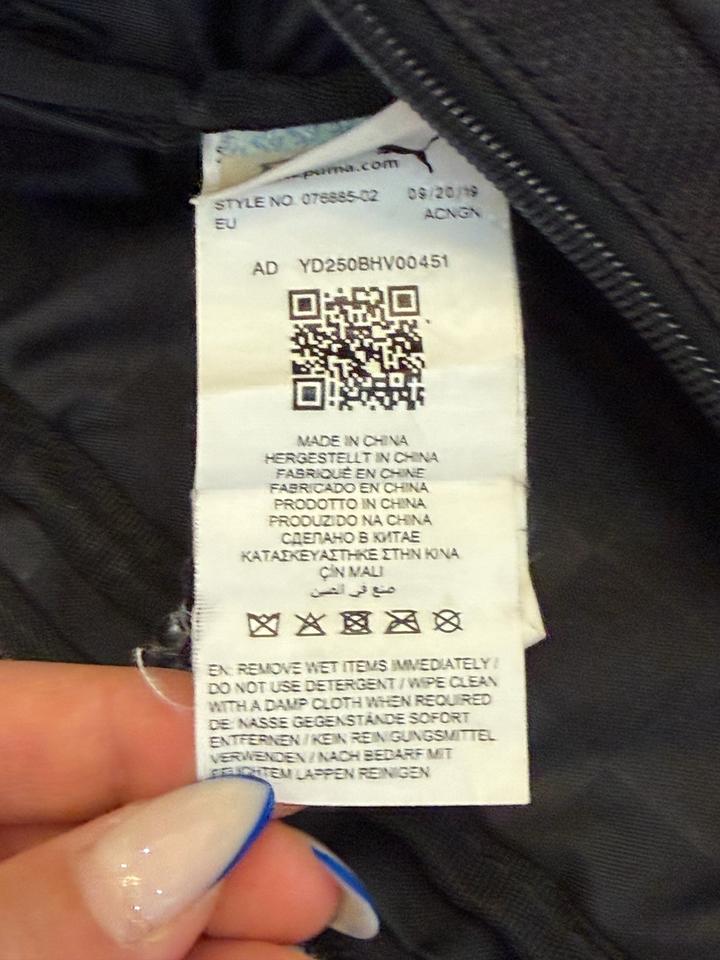 puma.com
STYLE NO. 076885-02 09/20/19
EU ACNGN
AD YD250BHV00451
MADE IN CHINA
HERGESTELLT IN CHINA
FABRIQUÉ EN CHINE
FABRICADO EN CHINA
PRODOTTO IN CHINA
PRODUZIDO NA CHINA
СДЕЛАНО В КИТАЕ
ΚΑΤΑΣΚΕΥΑΣΤΗΚΕ ΣΤΗΝ ΚΙΝΑ
ÇİN MALI
صنع في الصين
EN: REMOVE WET ITEMS IMMEDIATELY /
DO NOT USE DETERGENT / WIPE CLEAN
WITH A DAMP CLOTH WHEN REQUIRED
DE: NASSE GEGENSTÄNDE SOFORT
ENTFERNEN / KEIN REINIGUNGSMITTEL
VERWENDEN / NACH BEDARF MIT
FEUCHTEM LAPPEN REINIGEN